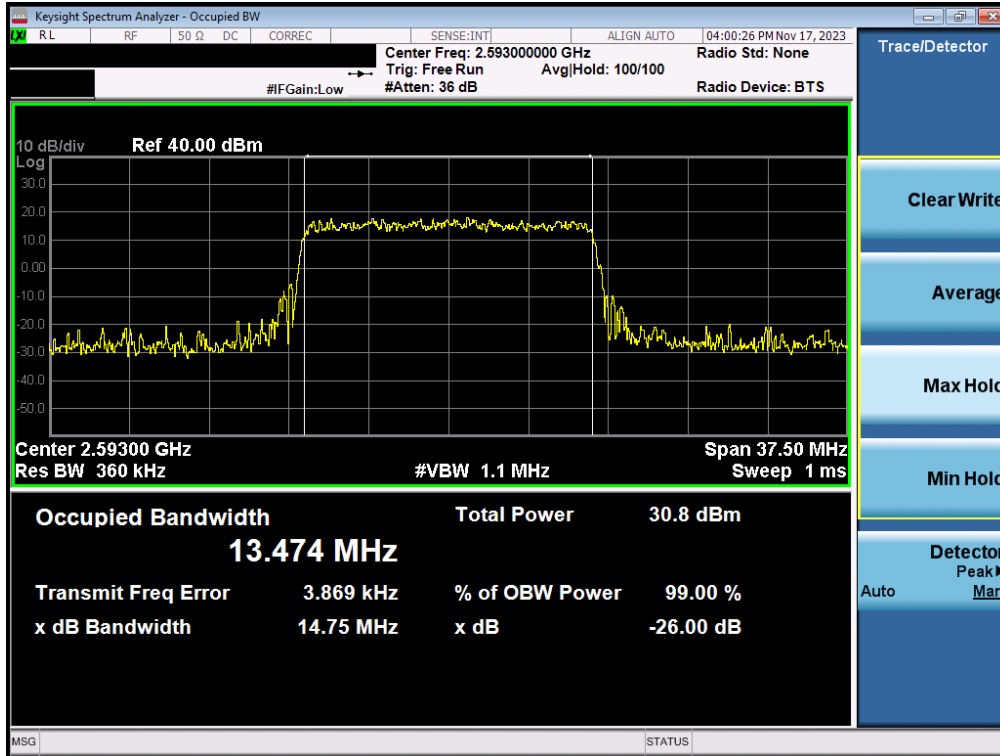 Keysight Spectrum Analyzer - Occupied BW
LXI RL RF 50 Ω DC CORREC SENSE:INT ALIGN AUTO 04:00:26 PM Nov 17, 2023
Center Freq: 2.593000000 GHz Radio Std: None
Trig: Free Run Avg|Hold: 100/100
#IFGain:Low #Atten: 36 dB Radio Device: BTS
Trace/Detector
10 dB/div Ref 40.00 dBm
Log
30.0
20.0
10.0
0.00
-10.0
-20.0
-30.0
-40.0
-50.0
Center 2.59300 GHz Span 37.50 MHz
Res BW 360 kHz #VBW 1.1 MHz Sweep 1 ms
Occupied Bandwidth Total Power 30.8 dBm
13.474 MHz
Transmit Freq Error 3.869 kHz % of OBW Power 99.00 %
x dB Bandwidth 14.75 MHz x dB -26.00 dB
Clear Write
Average
Max Hold
Min Hold
Detector
Peak▶
Auto Man
MSG STATUS